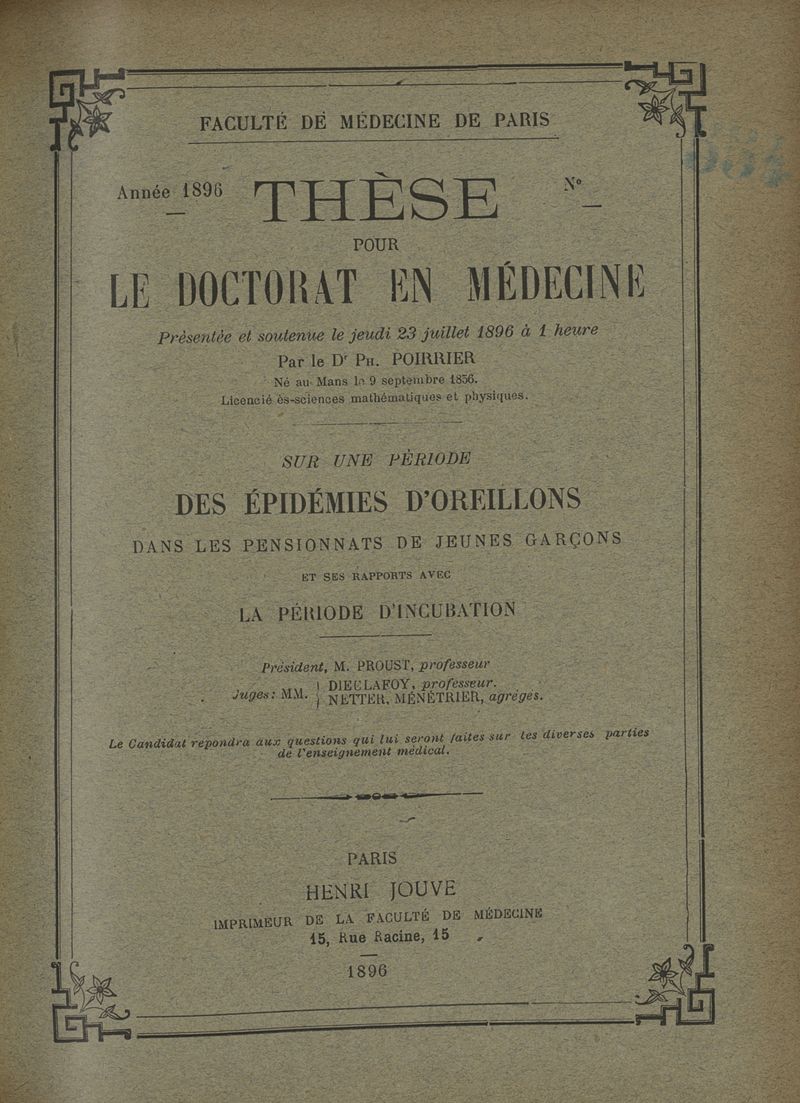 FACULTÉ DE MÉDECINE DE PARIS
Année 1896 THÈSE N°
POUR
LE DOCTORAT EN MÉDECINE
Présentée et soutenue le jeudi 23 juillet 1896 à 1 heure
Par le Dr PH. POIRRIER
Né au Mans le 9 septembre 1856.
Licencié ès-sciences mathématiques et physiques.
SUR UNE PÉRIODE
DES ÉPIDÉMIES D'OREILLONS
DANS LES PENSIONNATS DE JEUNES GARÇONS
ET SES RAPPORTS AVEC
LA PÉRIODE D'INCUBATION
Président, M. PROUST, professeur
Juges: MM. } DIEULAFOY, professeur.
NETTER, MÉNÉTRIER, agrégés.
Le Candidat répondra aux questions qui lui seront faites sur les diverses parties
de l'enseignement médical.
PARIS
HENRI JOUVE
IMPRIMEUR DE LA FACULTÉ DE MÉDECINE
15, Rue Racine, 15
1896